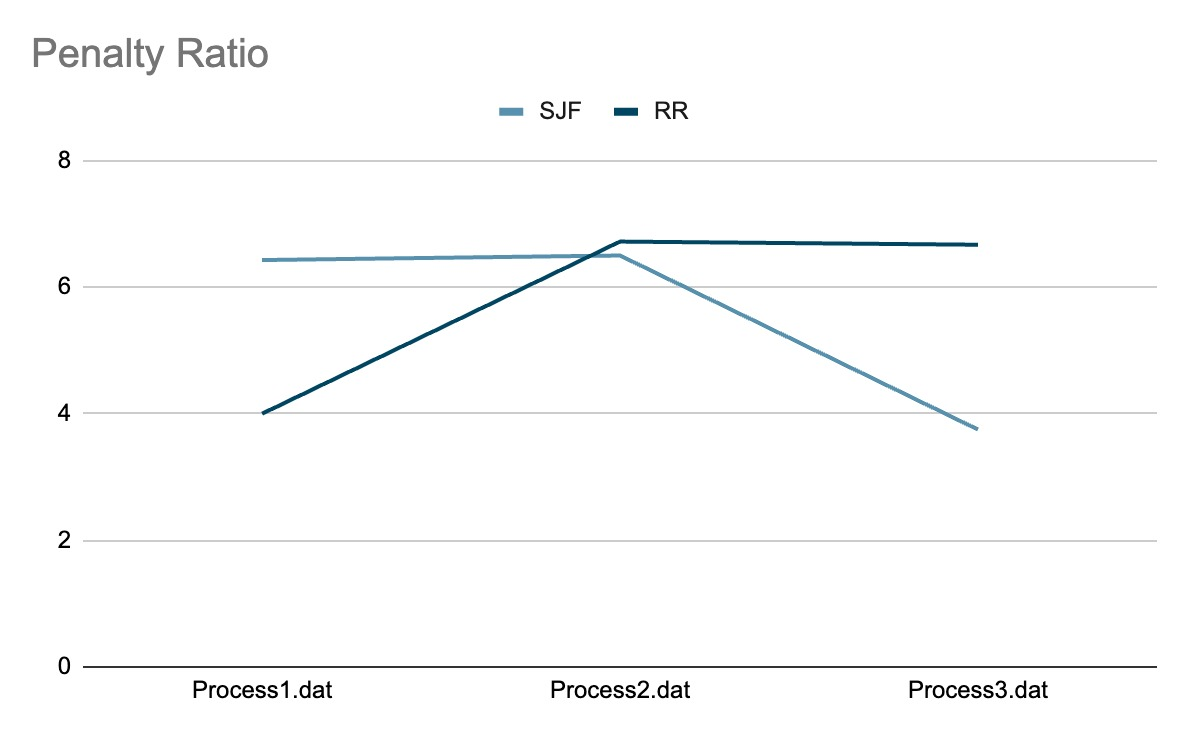 Penalty Ratio
SJF RR
8
6
4
2
0
Process1.dat Process2.dat Process3.dat